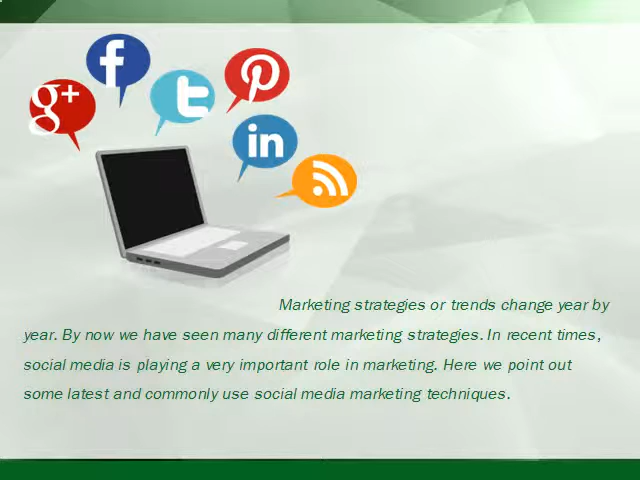 g+
f
t
in
Marketing strategies or trends change year by
year. By now we have seen many different marketing strategies. In recent times,
social media is playing a very important role in marketing. Here we point out
some latest and commonly use social media marketing techniques.